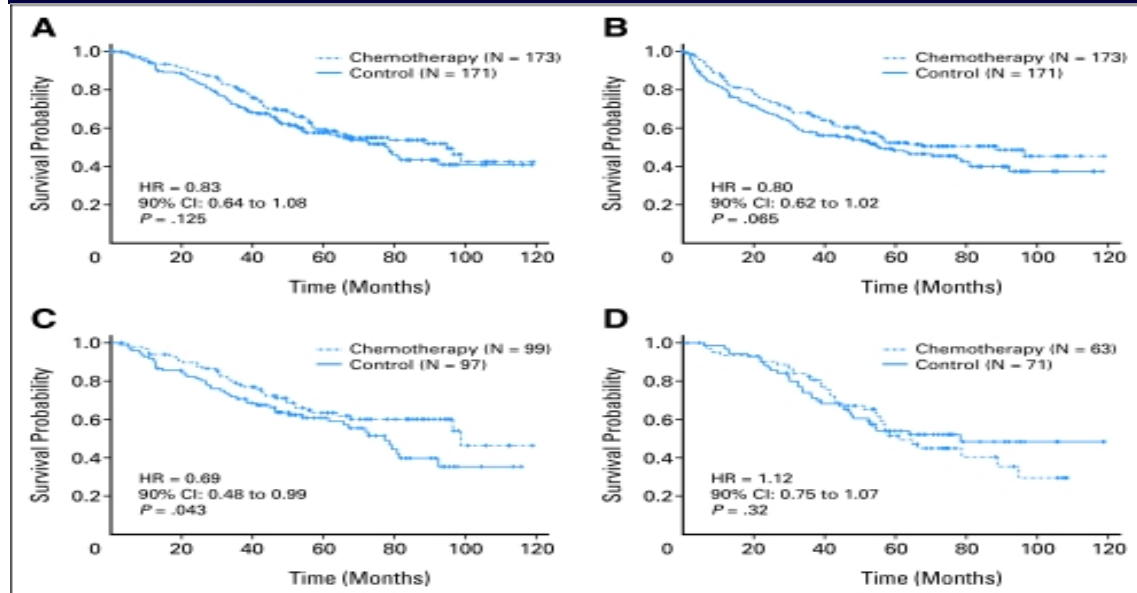 A
1.0
0.8
0.6
0.4
0.2
0
Survival Probability
Chemotherapy (N = 173)
Control (N = 171)
HR = 0.83
90% CI: 0.64 to 1.08
P = .125
20 40 60 80 100 120
Time (Months)
B
1.0
0.8
0.6
0.4
0.2
0
Survival Probability
Chemotherapy (N = 173)
Control (N = 171)
HR = 0.80
90% CI: 0.62 to 1.02
P = .065
20 40 60 80 100 120
Time (Months)
C
1.0
0.8
0.6
0.4
0.2
0
Survival Probability
Chemotherapy (N = 99)
Control (N = 97)
HR = 0.69
90% CI: 0.48 to 0.99
P = .043
20 40 60 80 100 120
Time (Months)
D
1.0
0.8
0.6
0.4
0.2
0
Survival Probability
Chemotherapy (N = 63)
Control (N = 71)
HR = 1.12
90% CI: 0.75 to 1.07
P = .32
20 40 60 80 100 120
Time (Months)